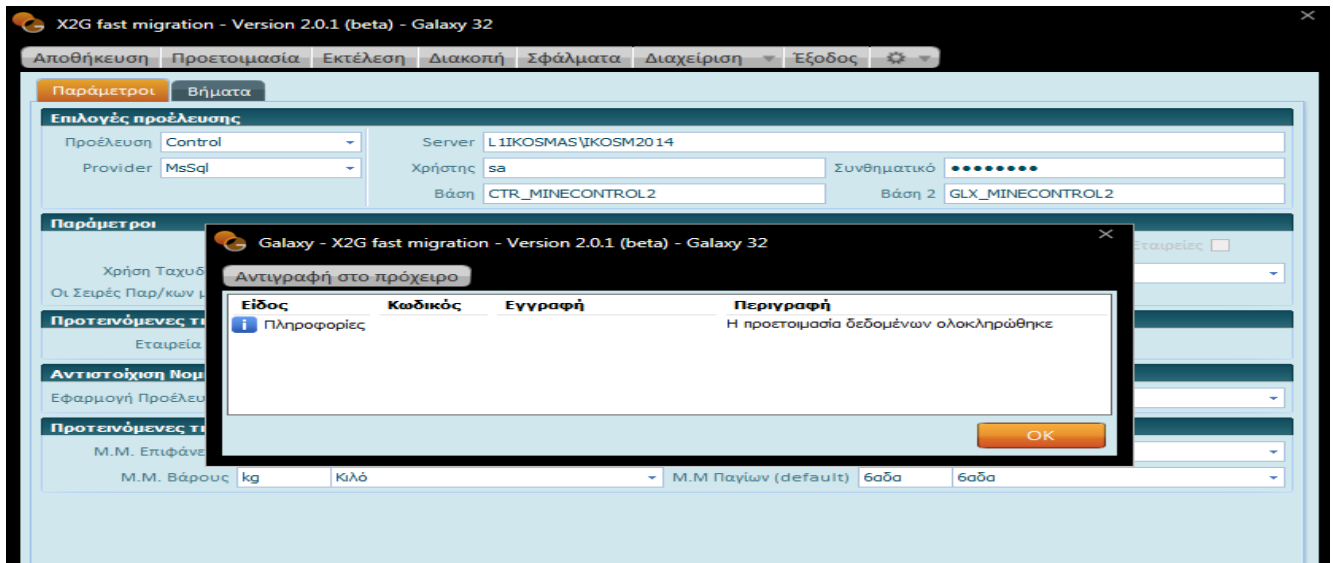 X2G fast migration - Version 2.0.1 (beta) - Galaxy 32
Αποθήκευση Προετοιμασία Εκτέλεση Διακοπή Σφάλματα Διαχείριση Έξοδος
Παράμετροι Βήματα
Επιλογές προέλευσης
Προέλευση Control Server L1IKOSMAS\IKOSM2014
Provider MsSql Χρήστης sa Συνθηματικό ●●●●●●●●
Βάση CTR_MINECONTROL2 Βάση 2 GLX_MINECONTROL2
Παράμετροι
Εταιρείες
Χρήση Ταχυδ
Οι Σειρές Παρ/κων μ
Προτεινόμενες τι
Εταιρεία
Αντιστοίχιση Νομ
Εφαρμογή Προέλευ
Προτεινόμενες τι
Μ.Μ. Επιφάνε
Μ.Μ. Βάρους kg Κιλό Μ.Μ Παγίων (default) 6αδα 6αδα
Galaxy - X2G fast migration - Version 2.0.1 (beta) - Galaxy 32
Αντιγραφή στο πρόχειρο
Είδος Κωδικός Εγγραφή Περιγραφή
Πληροφορίες Η προετοιμασία δεδομένων ολοκληρώθηκε
OK